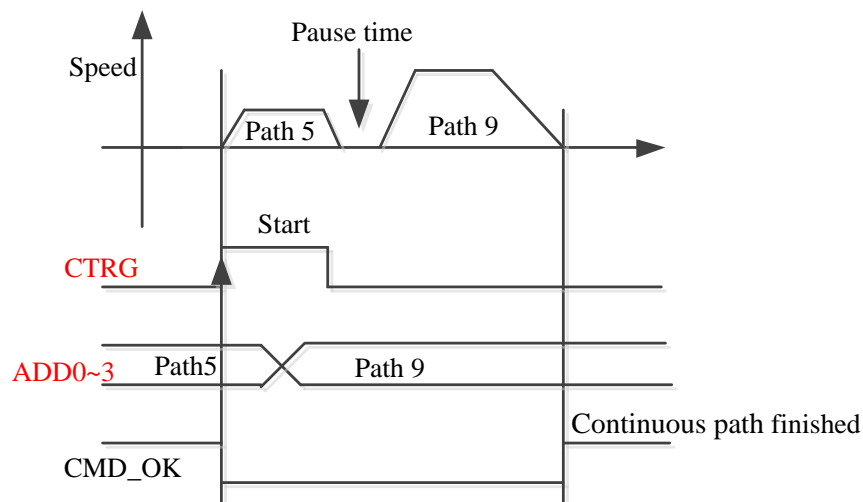 Pause time
Speed
Path 5
Path 9
Start
CTRG
ADD0~3
Path5
Path 9
Continuous path finished
CMD_OK